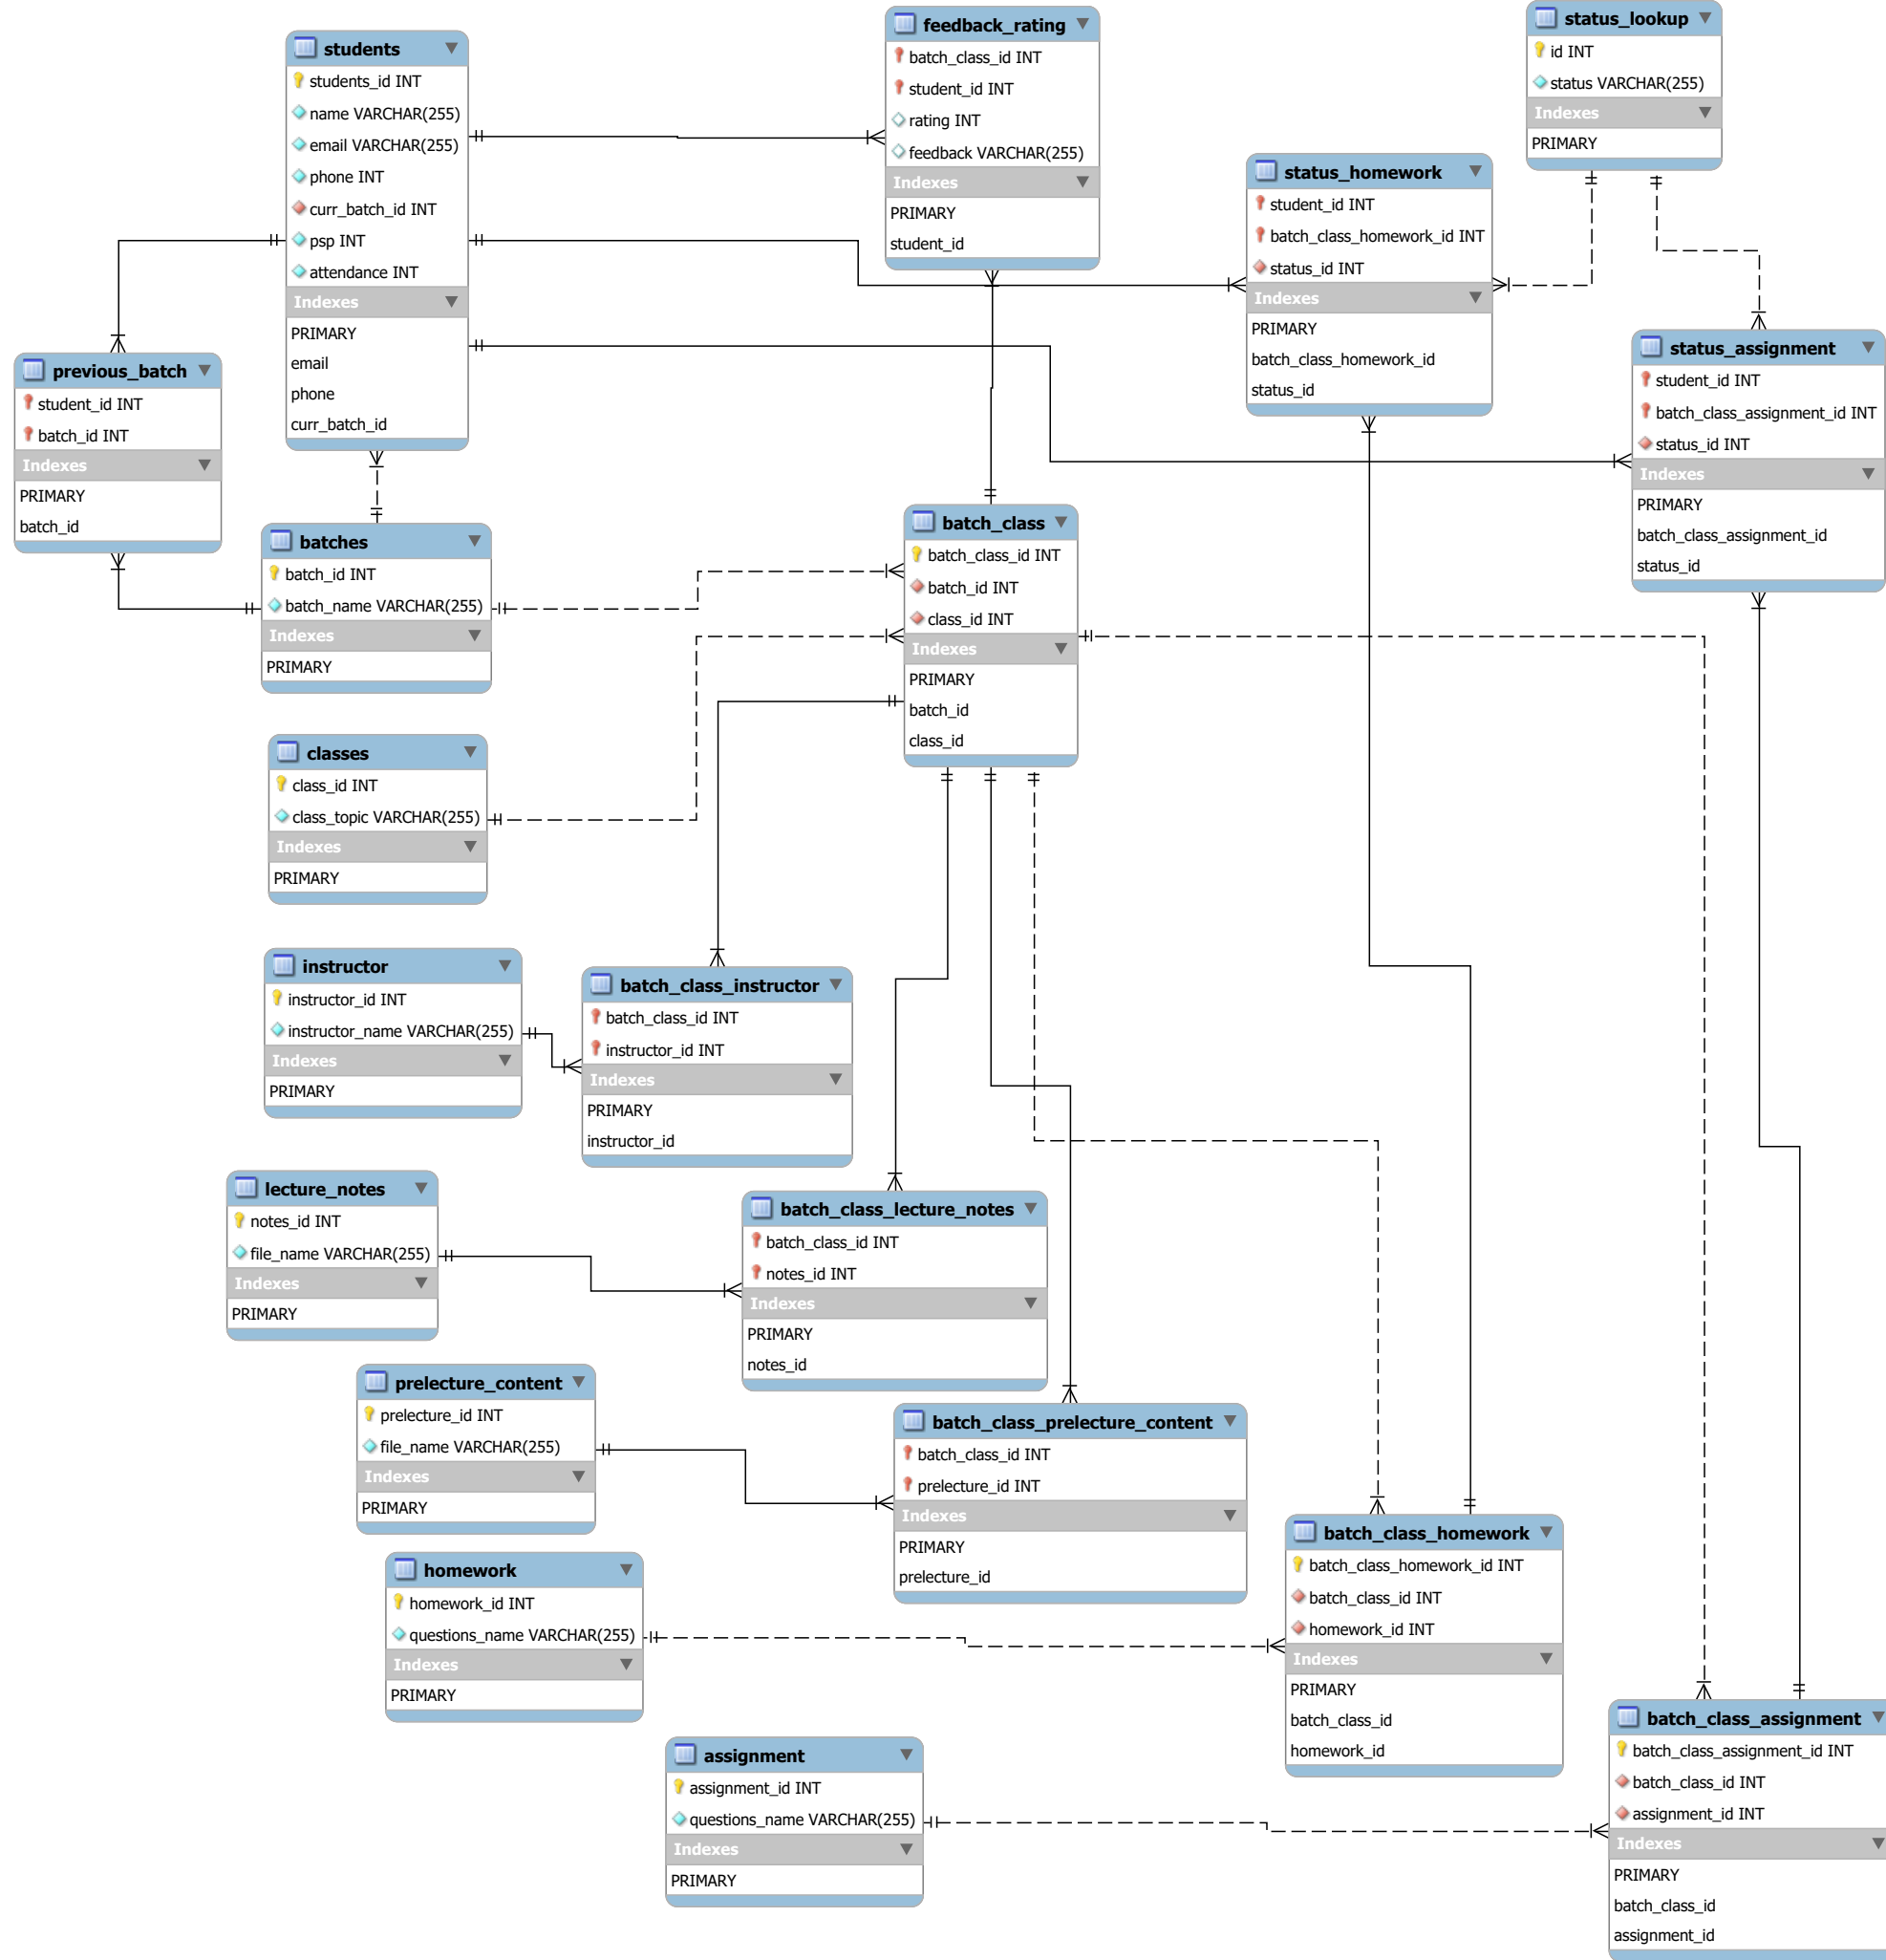 students
students_id INT
name VARCHAR(255)
email VARCHAR(255)
phone INT
curr_batch_id INT
psp INT
attendance INT
Indexes
PRIMARY
email
phone
curr_batch_id
feedback_rating
batch_class_id INT
student_id INT
rating INT
feedback VARCHAR(255)
Indexes
PRIMARY
student_id
status_lookup
id INT
status VARCHAR(255)
Indexes
PRIMARY
status_homework
student_id INT
batch_class_homework_id INT
status_id INT
Indexes
PRIMARY
batch_class_homework_id
status_id
status_assignment
student_id INT
batch_class_assignment_id INT
status_id INT
Indexes
PRIMARY
batch_class_assignment_id
status_id
previous_batch
student_id INT
batch_id INT
Indexes
PRIMARY
batch_id
batches
batch_id INT
batch_name VARCHAR(255)
Indexes
PRIMARY
batch_class
batch_class_id INT
batch_id INT
class_id INT
Indexes
PRIMARY
batch_id
class_id
classes
class_id INT
class_topic VARCHAR(255)
Indexes
PRIMARY
instructor
instructor_id INT
instructor_name VARCHAR(255)
Indexes
PRIMARY
batch_class_instructor
batch_class_id INT
instructor_id INT
Indexes
PRIMARY
instructor_id
lecture_notes
notes_id INT
file_name VARCHAR(255)
Indexes
PRIMARY
batch_class_lecture_notes
batch_class_id INT
notes_id INT
Indexes
PRIMARY
notes_id
prelecture_content
prelecture_id INT
file_name VARCHAR(255)
Indexes
PRIMARY
batch_class_prelecture_content
batch_class_id INT
prelecture_id INT
Indexes
PRIMARY
prelecture_id
homework
homework_id INT
questions_name VARCHAR(255)
Indexes
PRIMARY
batch_class_homework
batch_class_homework_id INT
batch_class_id INT
homework_id INT
Indexes
PRIMARY
batch_class_id
homework_id
assignment
assignment_id INT
questions_name VARCHAR(255)
Indexes
PRIMARY
batch_class_assignment
batch_class_assignment_id INT
batch_class_id INT
assignment_id INT
Indexes
PRIMARY
batch_class_id
assignment_id